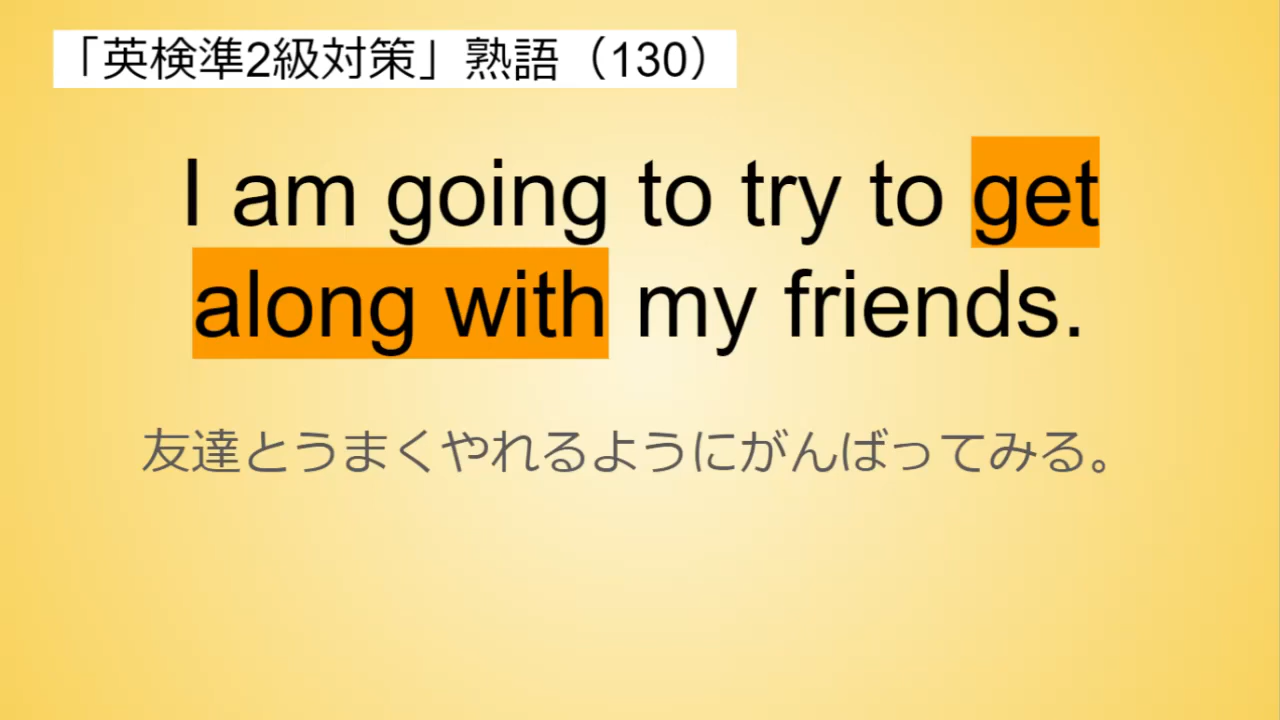 「英検準2級対策」熟語（130）
I am going to try to get
along with my friends.
友達とうまくやれるようにがんばってみる。